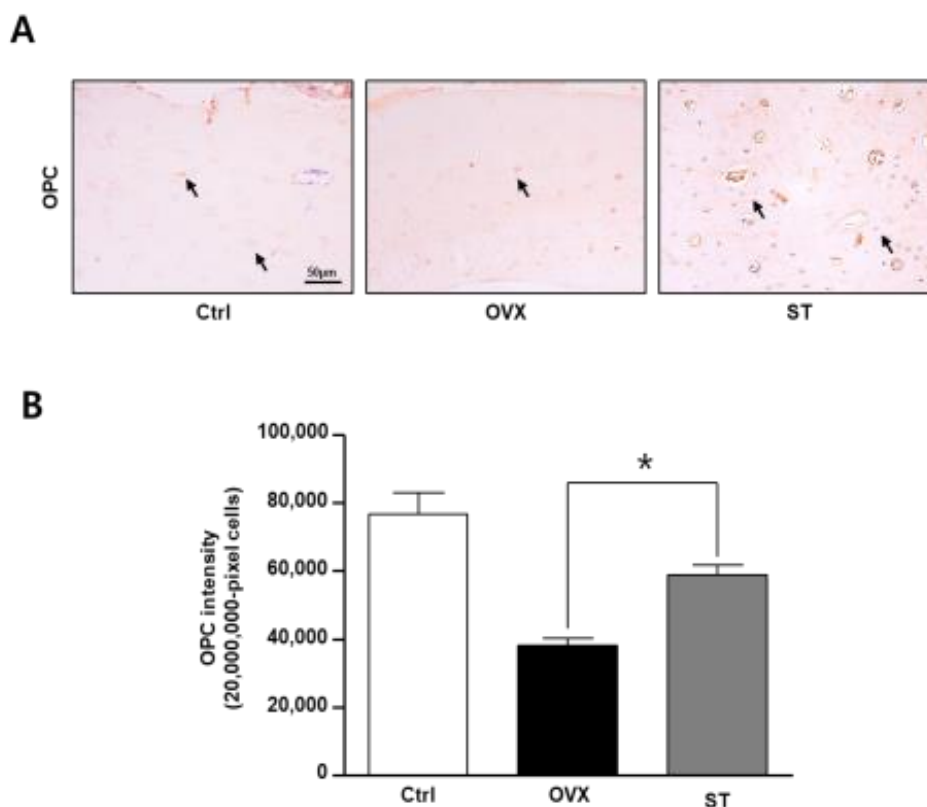 A
OPC
50μm
Ctrl
OVX
ST
B
OPC intensity
(20,000,000-pixel cells)
100,000
80,000
60,000
40,000
20,000
0
*
Ctrl
OVX
ST